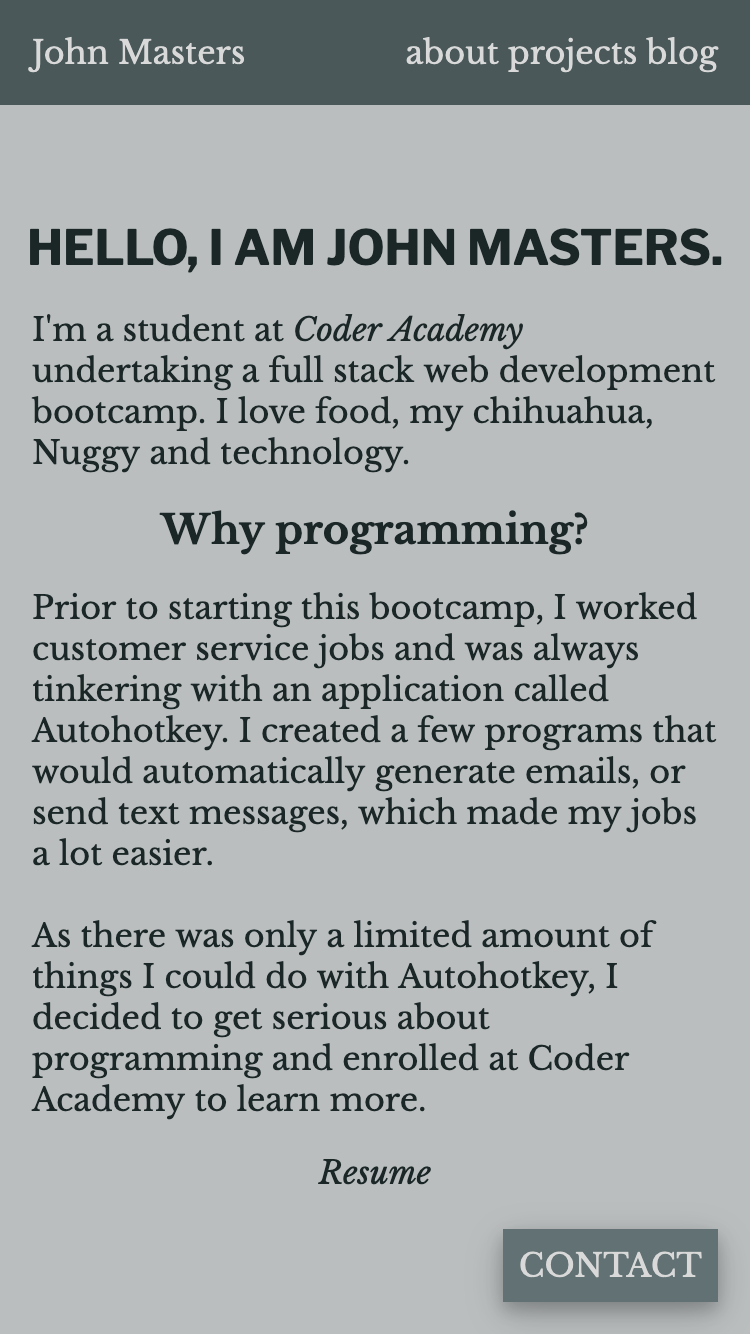 John Masters about projects blog
HELLO, I AM JOHN MASTERS.
I'm a student at Coder Academy
undertaking a full stack web development
bootcamp. I love food, my chihuahua,
Nuggy and technology.
Why programming?
Prior to starting this bootcamp, I worked
customer service jobs and was always
tinkering with an application called
Autohotkey. I created a few programs that
would automatically generate emails, or
send text messages, which made my jobs
a lot easier.
As there was only a limited amount of
things I could do with Autohotkey, I
decided to get serious about
programming and enrolled at Coder
Academy to learn more.
Resume
CONTACT